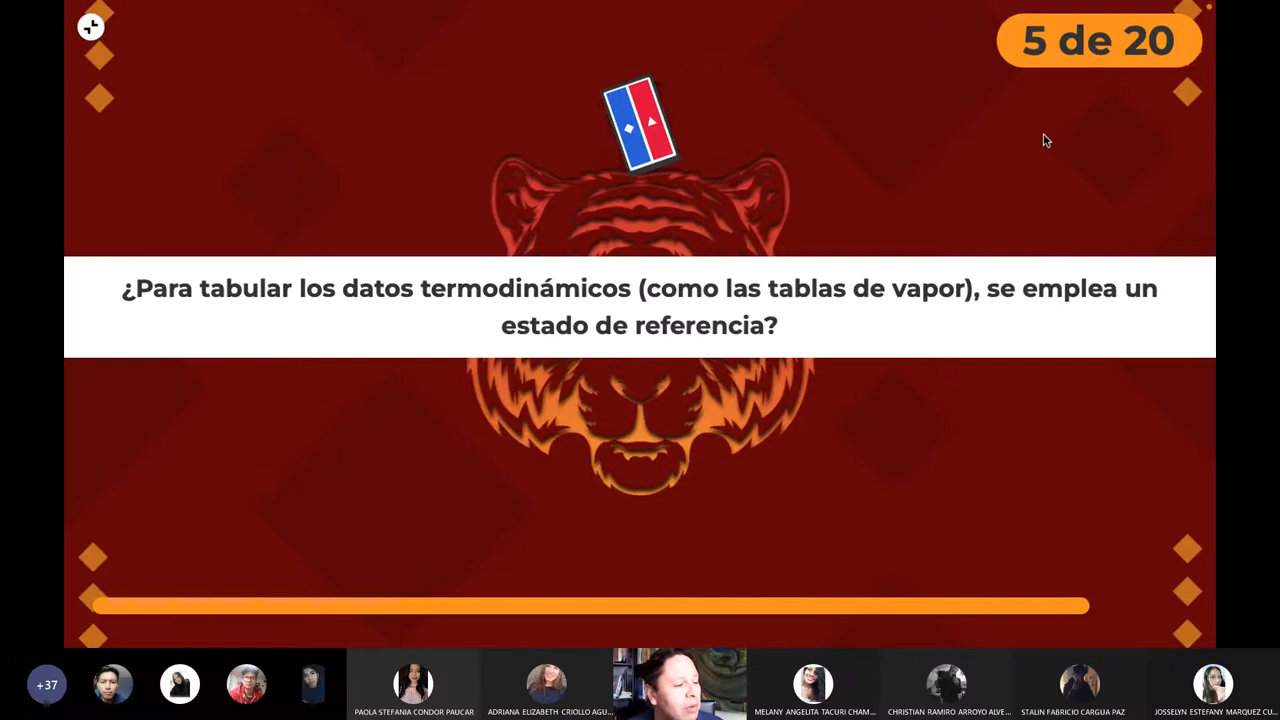 5 de 20
¿Para tabular los datos termodinámicos (como las tablas de vapor), se emplea un
estado de referencia?
+37
PAOLA STEFANIA CONDOR PAUCAR
ADRIANA ELIZABETH CRIOLLO AGU...
MELANY ANGELITA TACURI CHAM...
CHRISTIAN RAMIRO ARROYO ALVE...
STALIN FABRICIO CARGUA PAZ
JOSSELYN ESTEFANY MARQUEZ CU...